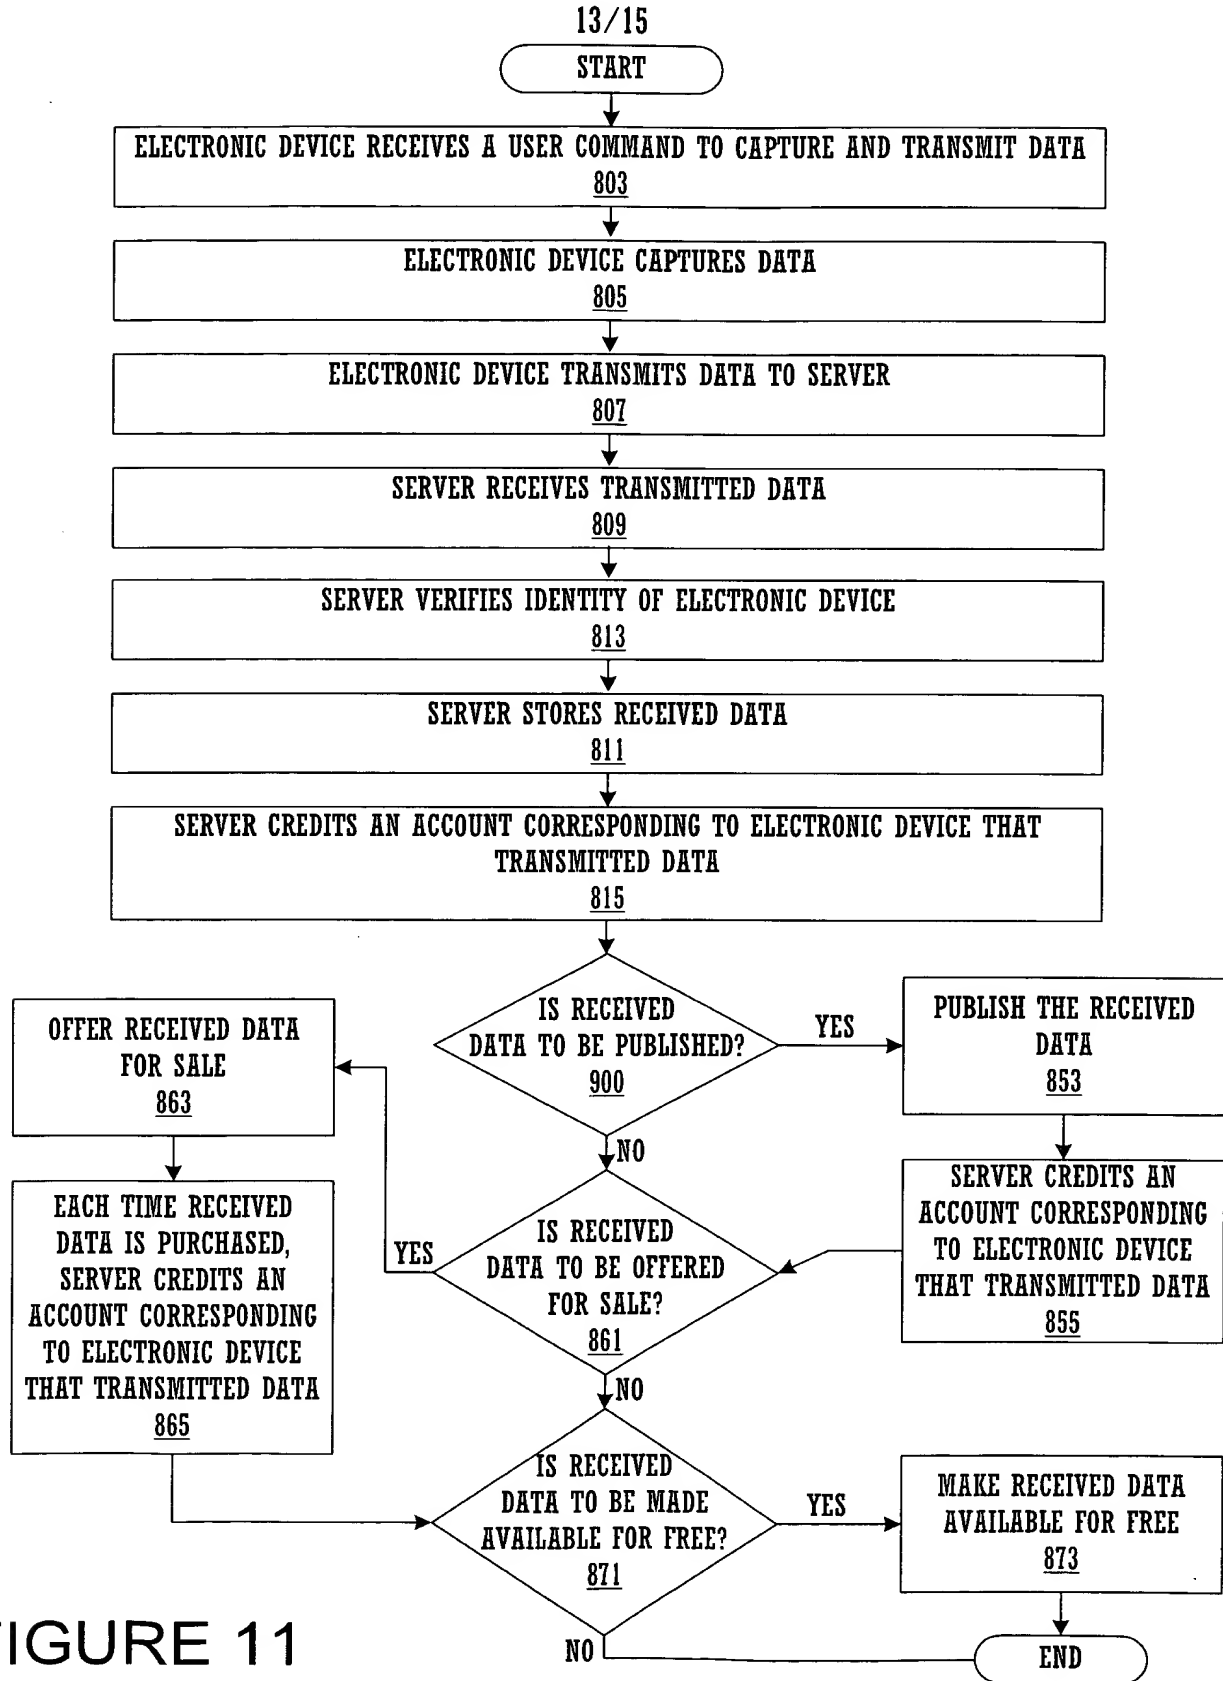 13/15
START
ELECTRONIC DEVICE RECEIVES A USER COMMAND TO CAPTURE AND TRANSMIT DATA
803
ELECTRONIC DEVICE CAPTURES DATA
805
ELECTRONIC DEVICE TRANSMITS DATA TO SERVER
807
SERVER RECEIVES TRANSMITTED DATA
809
SERVER VERIFIES IDENTITY OF ELECTRONIC DEVICE
813
SERVER STORES RECEIVED DATA
811
SERVER CREDITS AN ACCOUNT CORRESPONDING TO ELECTRONIC DEVICE THAT
TRANSMITTED DATA
815
IS RECEIVED
DATA TO BE PUBLISHED?
900
YES
PUBLISH THE RECEIVED
DATA
853
SERVER CREDITS AN
ACCOUNT CORRESPONDING
TO ELECTRONIC DEVICE
THAT TRANSMITTED DATA
855
NO
IS RECEIVED
DATA TO BE OFFERED
FOR SALE?
861
YES
OFFER RECEIVED DATA
FOR SALE
863
EACH TIME RECEIVED
DATA IS PURCHASED,
SERVER CREDITS AN
ACCOUNT CORRESPONDING
TO ELECTRONIC DEVICE
THAT TRANSMITTED DATA
865
NO
IS RECEIVED
DATA TO BE MADE
AVAILABLE FOR FREE?
871
YES
MAKE RECEIVED DATA
AVAILABLE FOR FREE
873
NO
END
FIGURE 11